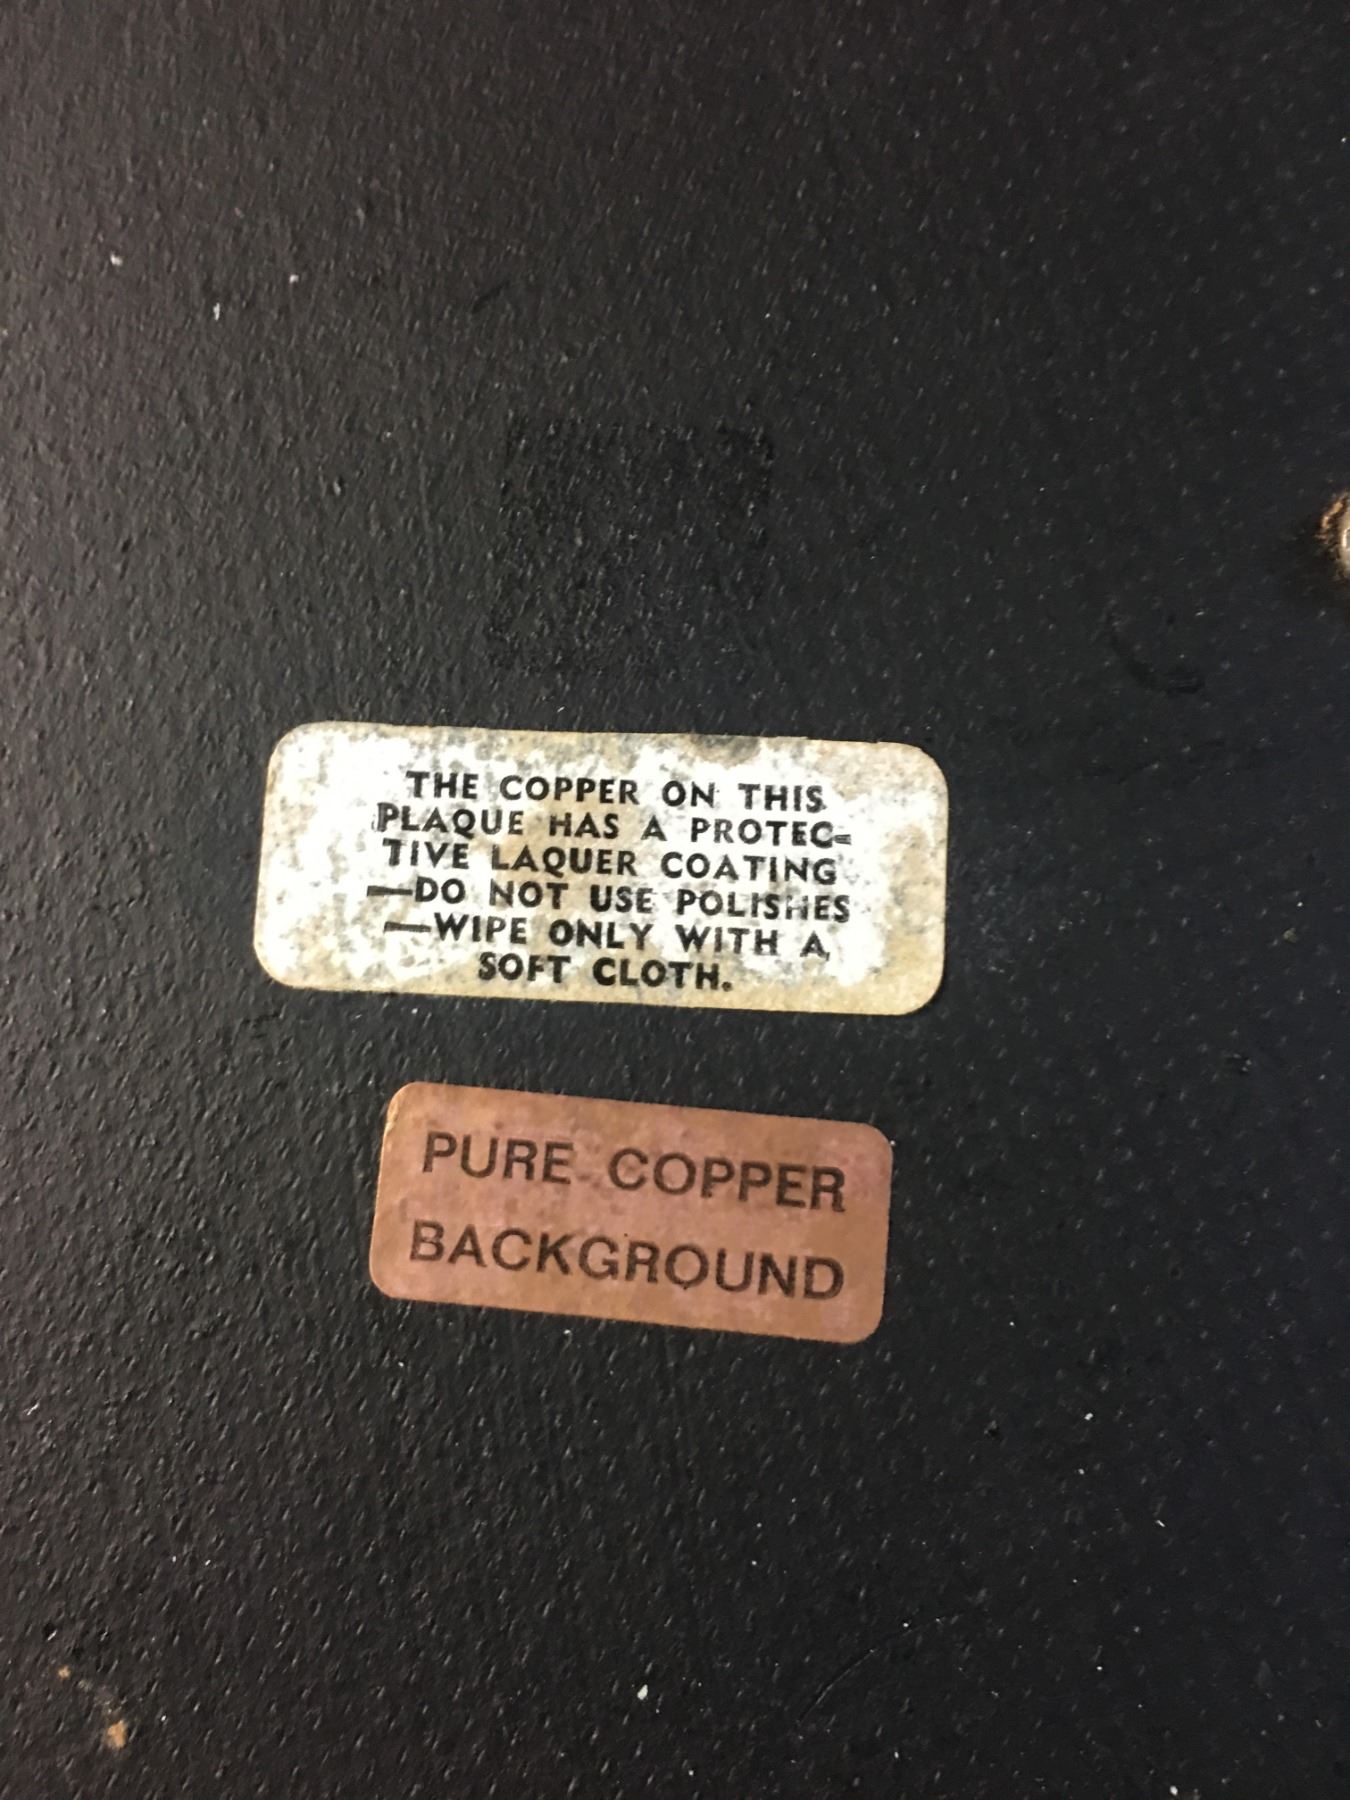 THE COPPER ON THIS
PLAQUE HAS A PROTEC-
TIVE LAQUER COATING
—DO NOT USE POLISHES
—WIPE ONLY WITH A
SOFT CLOTH.
PURE COPPER
BACKGROUND